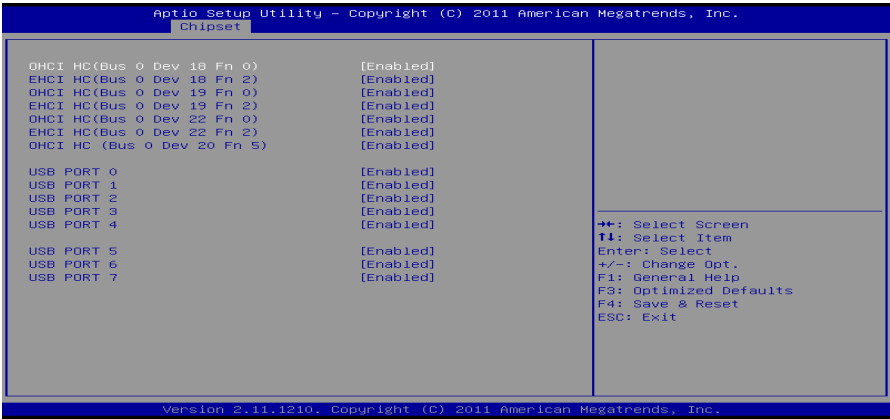 Aptio Setup Utility – Copyright (C) 2011 American Megatrends, Inc.
Chipset
OHCI HC(Bus 0 Dev 18 Fn 0) [Enabled]
EHCI HC(Bus 0 Dev 18 Fn 2) [Enabled]
OHCI HC(Bus 0 Dev 19 Fn 0) [Enabled]
EHCI HC(Bus 0 Dev 19 Fn 2) [Enabled]
OHCI HC(Bus 0 Dev 22 Fn 0) [Enabled]
EHCI HC(Bus 0 Dev 22 Fn 2) [Enabled]
OHCI HC (Bus 0 Dev 20 Fn 5) [Enabled]
USB PORT 0 [Enabled]
USB PORT 1 [Enabled]
USB PORT 2 [Enabled]
USB PORT 3 [Enabled]
USB PORT 4 [Enabled]
USB PORT 5 [Enabled]
USB PORT 6 [Enabled]
USB PORT 7 [Enabled]
→←: Select Screen
↑↓: Select Item
Enter: Select
+/-: Change Opt.
F1: General Help
F3: Optimized Defaults
F4: Save & Reset
ESC: Exit
Version 2.11.1210. Copyright (C) 2011 American Megatrends, Inc.